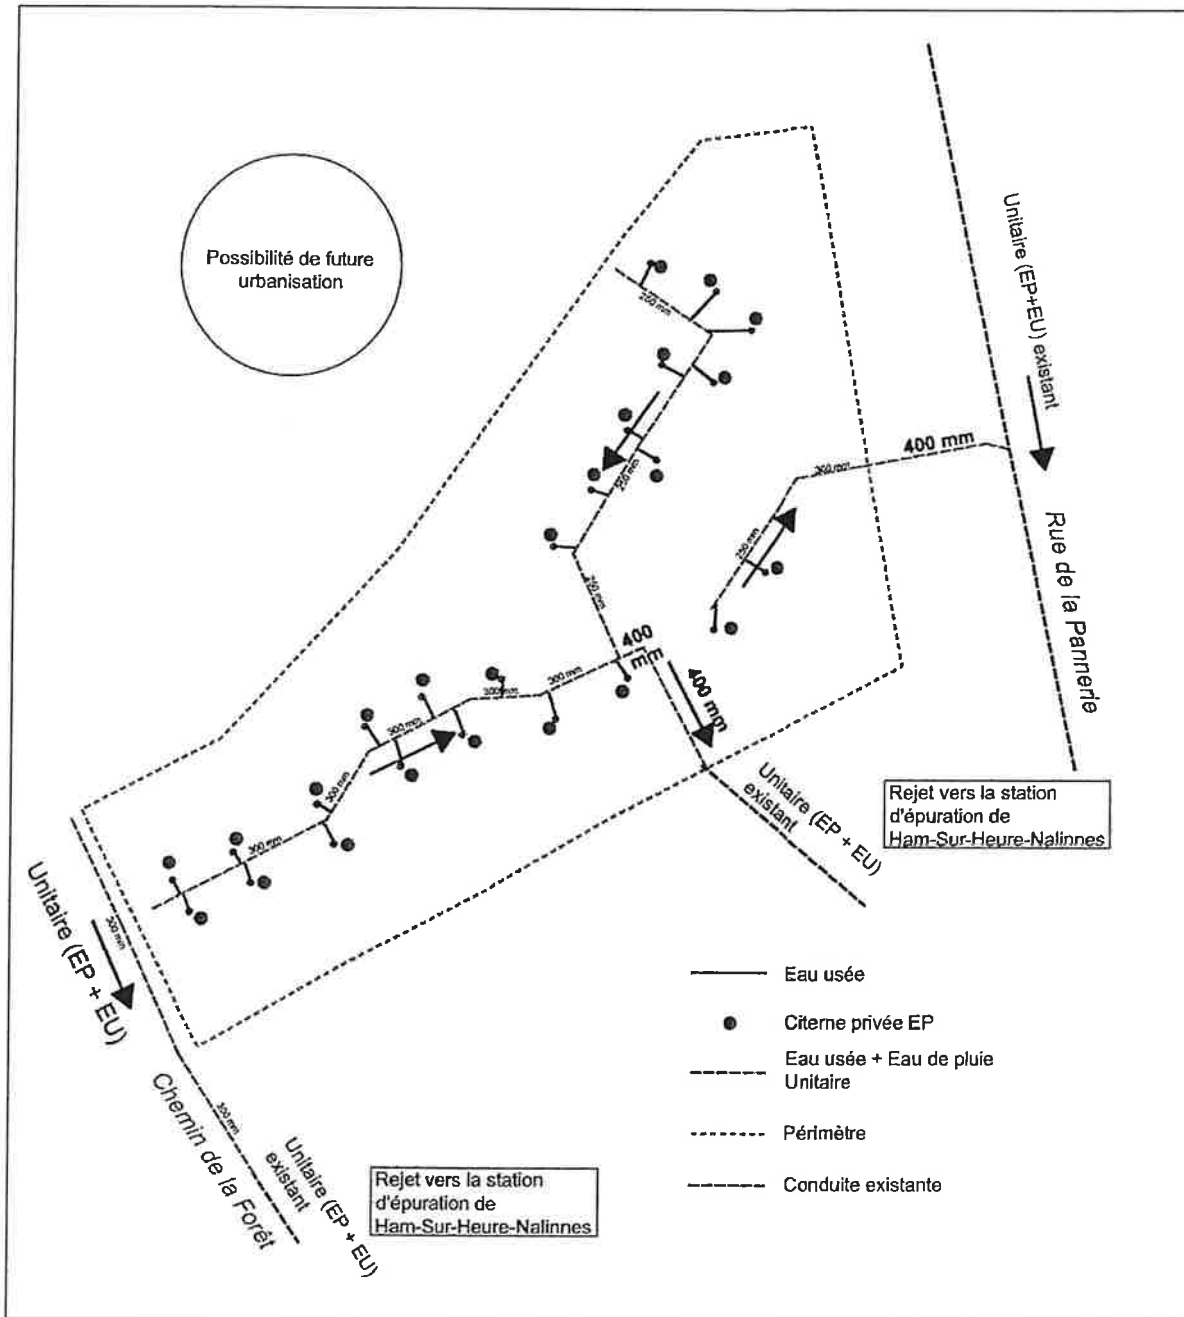 Possibilité de future
urbanisation
Unitaire (EP+EU) existant
250 mm
400 mm
300 mm
250 mm
250 mm
Rue de la Pannerie
250 mm
400
mm
400 mm
300 mm
300 mm
300 mm
300 mm
300 mm
Unitaire (EP + EU)
existant
Rejet vers la station
d'épuration de
Ham-Sur-Heure-Nalinnes
Unitaire (EP + EU)
300 mm
Chemin de la Forêt
300 mm
Unitaire (EP + EU)
existant
Rejet vers la station
d'épuration de
Ham-Sur-Heure-Nalinnes
Eau usée
Citerne privée EP
Eau usée + Eau de pluie
Unitaire
Périmètre
Conduite existante